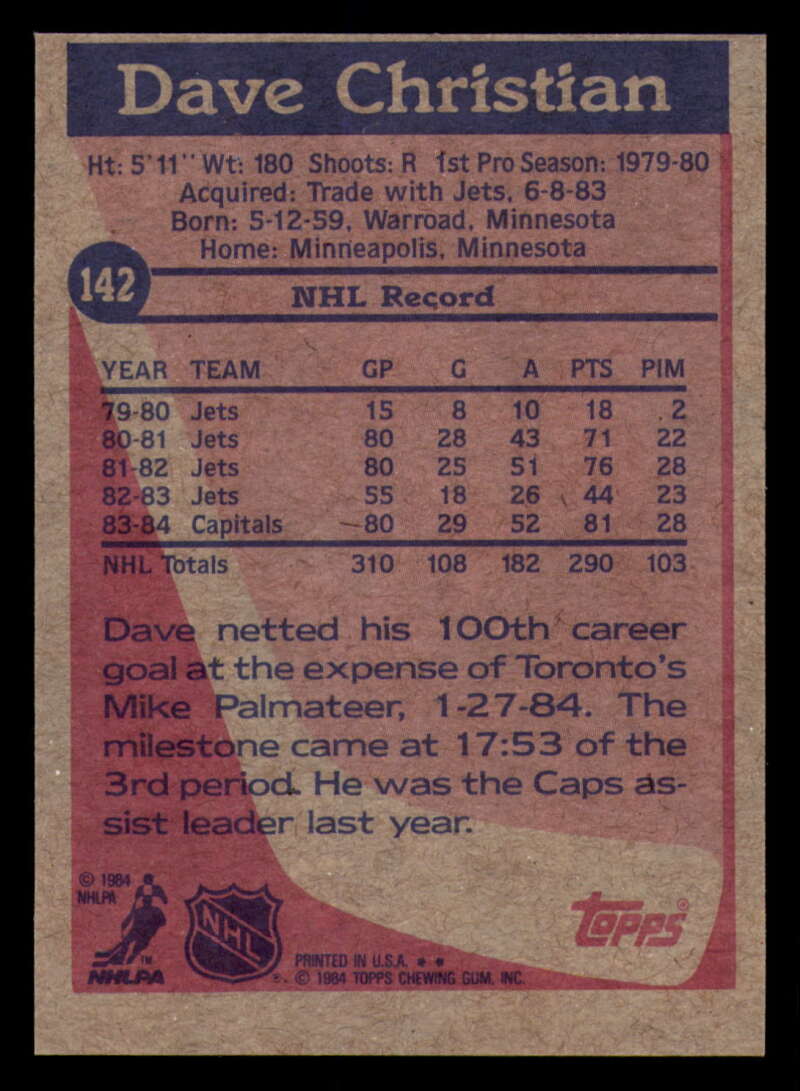 Dave Christian
Ht: 5'11" Wt: 180 Shoots: R 1st Pro Season: 1979-80
Acquired: Trade with Jets, 6-8-83
Born: 5-12-59, Warroad, Minnesota
Home: Minneapolis, Minnesota
142
NHL Record
YEAR TEAM GP G A PTS PIM
79-80 Jets 15 8 10 18 2
80-81 Jets 80 28 43 71 22
81-82 Jets 80 25 51 76 28
82-83 Jets 55 18 26 44 23
83-84 Capitals 80 29 52 81 28
NHL Totals 310 108 182 290 103
Dave netted his 100th career
goal at the expense of Toronto's
Mike Palmateer, 1-27-84. The
milestone came at 17:53 of the
3rd period. He was the Caps as-
sist leader last year.
© 1984
NHLPA
TM
NHLPA
NHL
topps®
PRINTED IN U.S.A. * *
®. © 1984 TOPPS CHEWING GUM, INC.